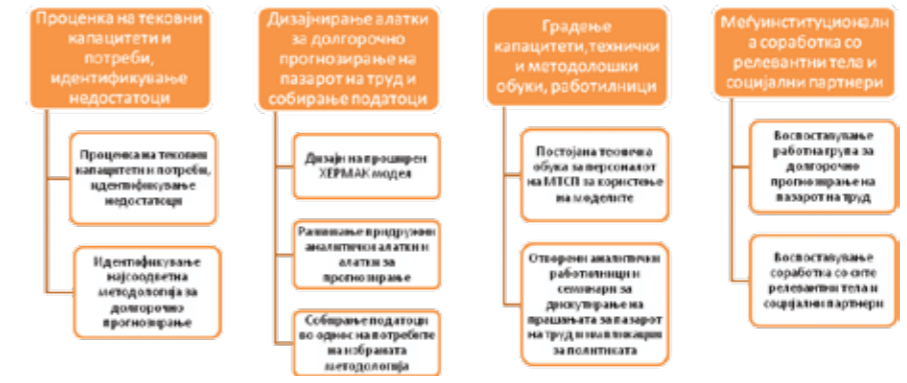 Проценка на тековни
капацитети и
потреби,
идентификување
недостатоци
Проценка на тековни
капацитети и потреби,
идентификување
недостатоци
Идентификување
најсоодветна
методологија за
долгорочно
прогнозирање
Дизајнирање алатки
за долгорочно
прогнозирање на
пазарот на труд и
собирање податоци
Дизајн на проширен
ХЕРМАК модел
Развивање придружни
аналитички алатки и
алатки за
прогнозирање
Собирање податоци
во однос на потребите
на избраната
методологија
Градење
капацитети, технички
и методолошки
обуки, работилници
Постојана техничка
обука за персоналот
на МТСП за користење
на моделите
Отворени аналитички
работилници и
семинари за
дискутирање на
прашањата за пазарот
на труд и импликации
за политиката
Меѓуинституционалн
а соработка со
релевантни тела и
социјални партнери
Воспоставување
работна група за
долгорочно
прогнозирање на
пазарот на труд
Воспоставување
соработка со сите
релевантни тела и
социјални партнери